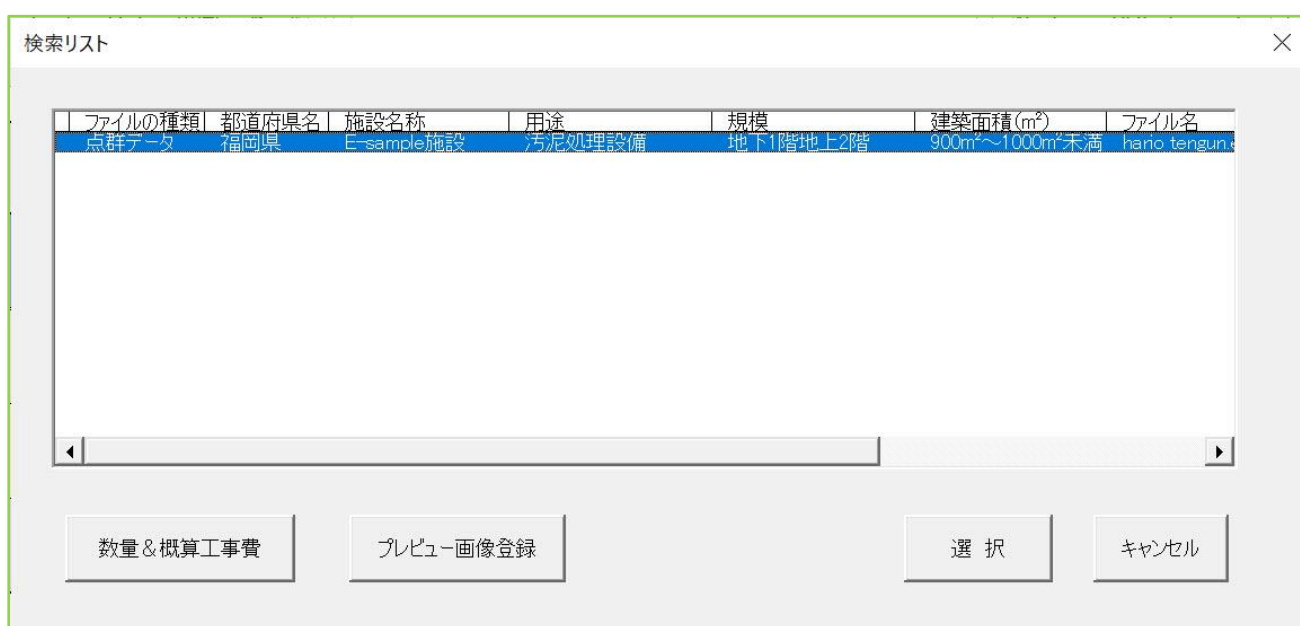 検索リスト
ファイルの種類 都道府県名 施設名称 用途 規模 建築面積(m²) ファイル名
点群データ 福岡県 E-sample施設 汚泥処理設備 地下1階地上2階 900m²～1000m²未満 hario tengun.e
数量＆概算工事費 プレビュー画像登録 選 択 キャンセル